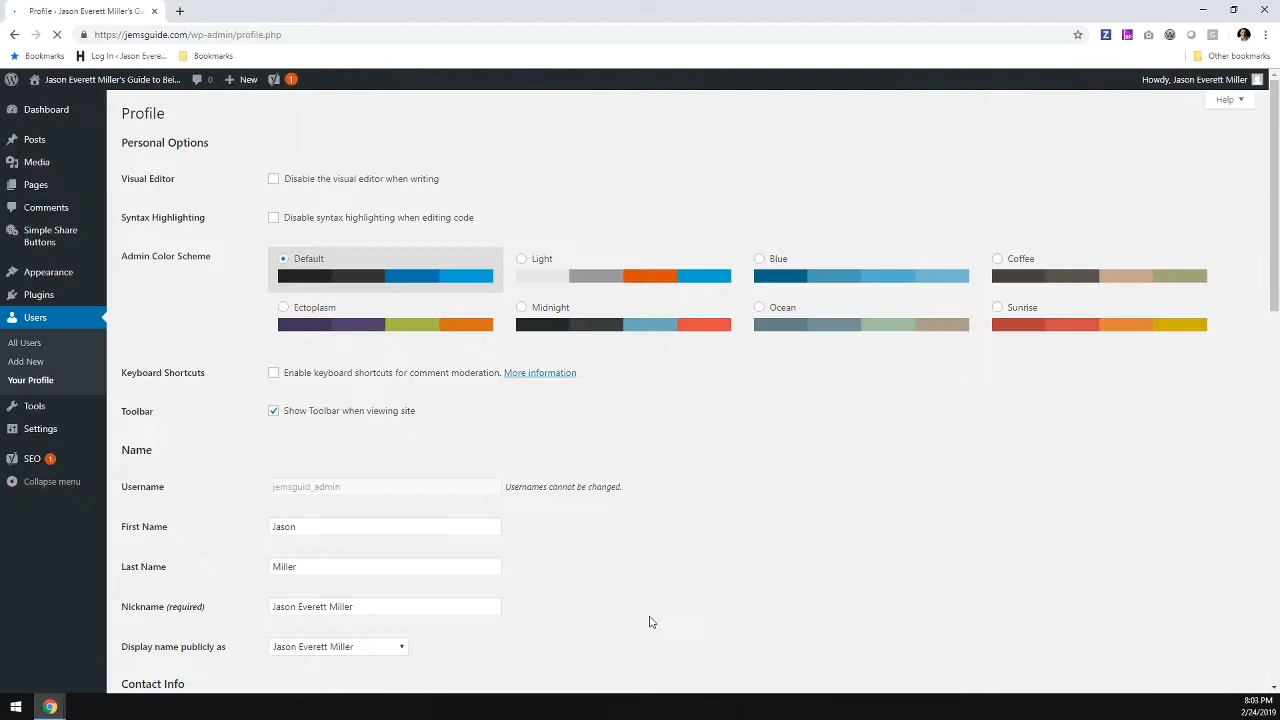 Profile ‹ Jason Everett Miller's Gu
https://jemsguide.com/wp-admin/profile.php
Bookmarks
Log In ‹ Jason Evere...
Bookmarks
Other bookmarks
Jason Everett Miller's Guide to Bei...
0
New
1
Howdy, Jason Everett Miller
Help
Dashboard
Posts
Media
Pages
Comments
Simple Share
Buttons
Appearance
Plugins
Users
All Users
Add New
Your Profile
Tools
Settings
SEO 1
Collapse menu
Profile
Personal Options
Visual Editor
Disable the visual editor when writing
Syntax Highlighting
Disable syntax highlighting when editing code
Admin Color Scheme
Default
Light
Blue
Coffee
Ectoplasm
Midnight
Ocean
Sunrise
Keyboard Shortcuts
Enable keyboard shortcuts for comment moderation. More information
Toolbar
Show Toolbar when viewing site
Name
Username
jemsguid_admin
Usernames cannot be changed.
First Name
Jason
Last Name
Miller
Nickname (required)
Jason Everett Miller
Display name publicly as
Jason Everett Miller
Contact Info
8:03 PM
2/24/2019